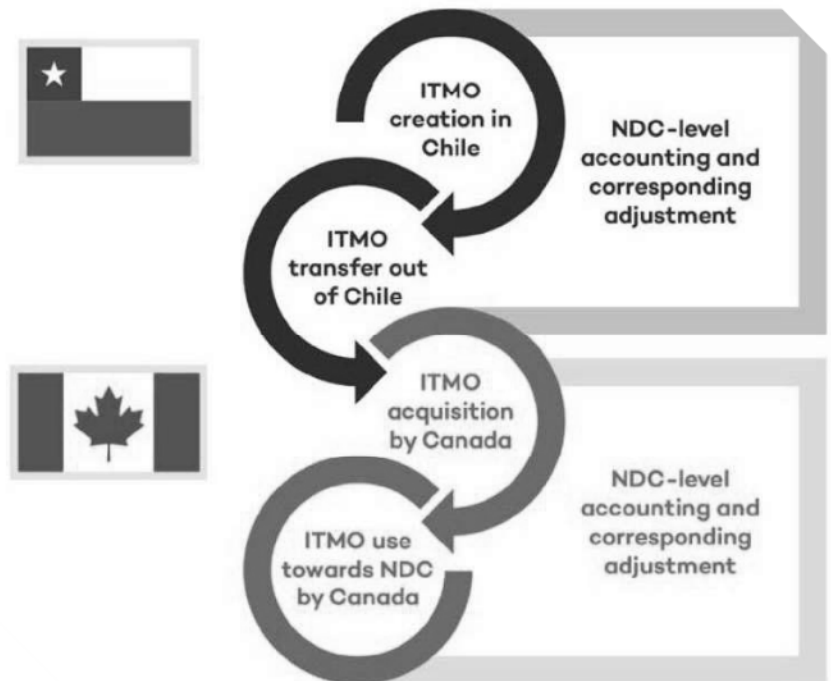 ITMO
creation in
Chile
NDC-level
accounting and
corresponding
adjustment
ITMO
transfer out
of Chile
ITMO
acquisition
by Canada
NDC-level
accounting and
corresponding
adjustment
ITMO use
towards NDC
by Canada